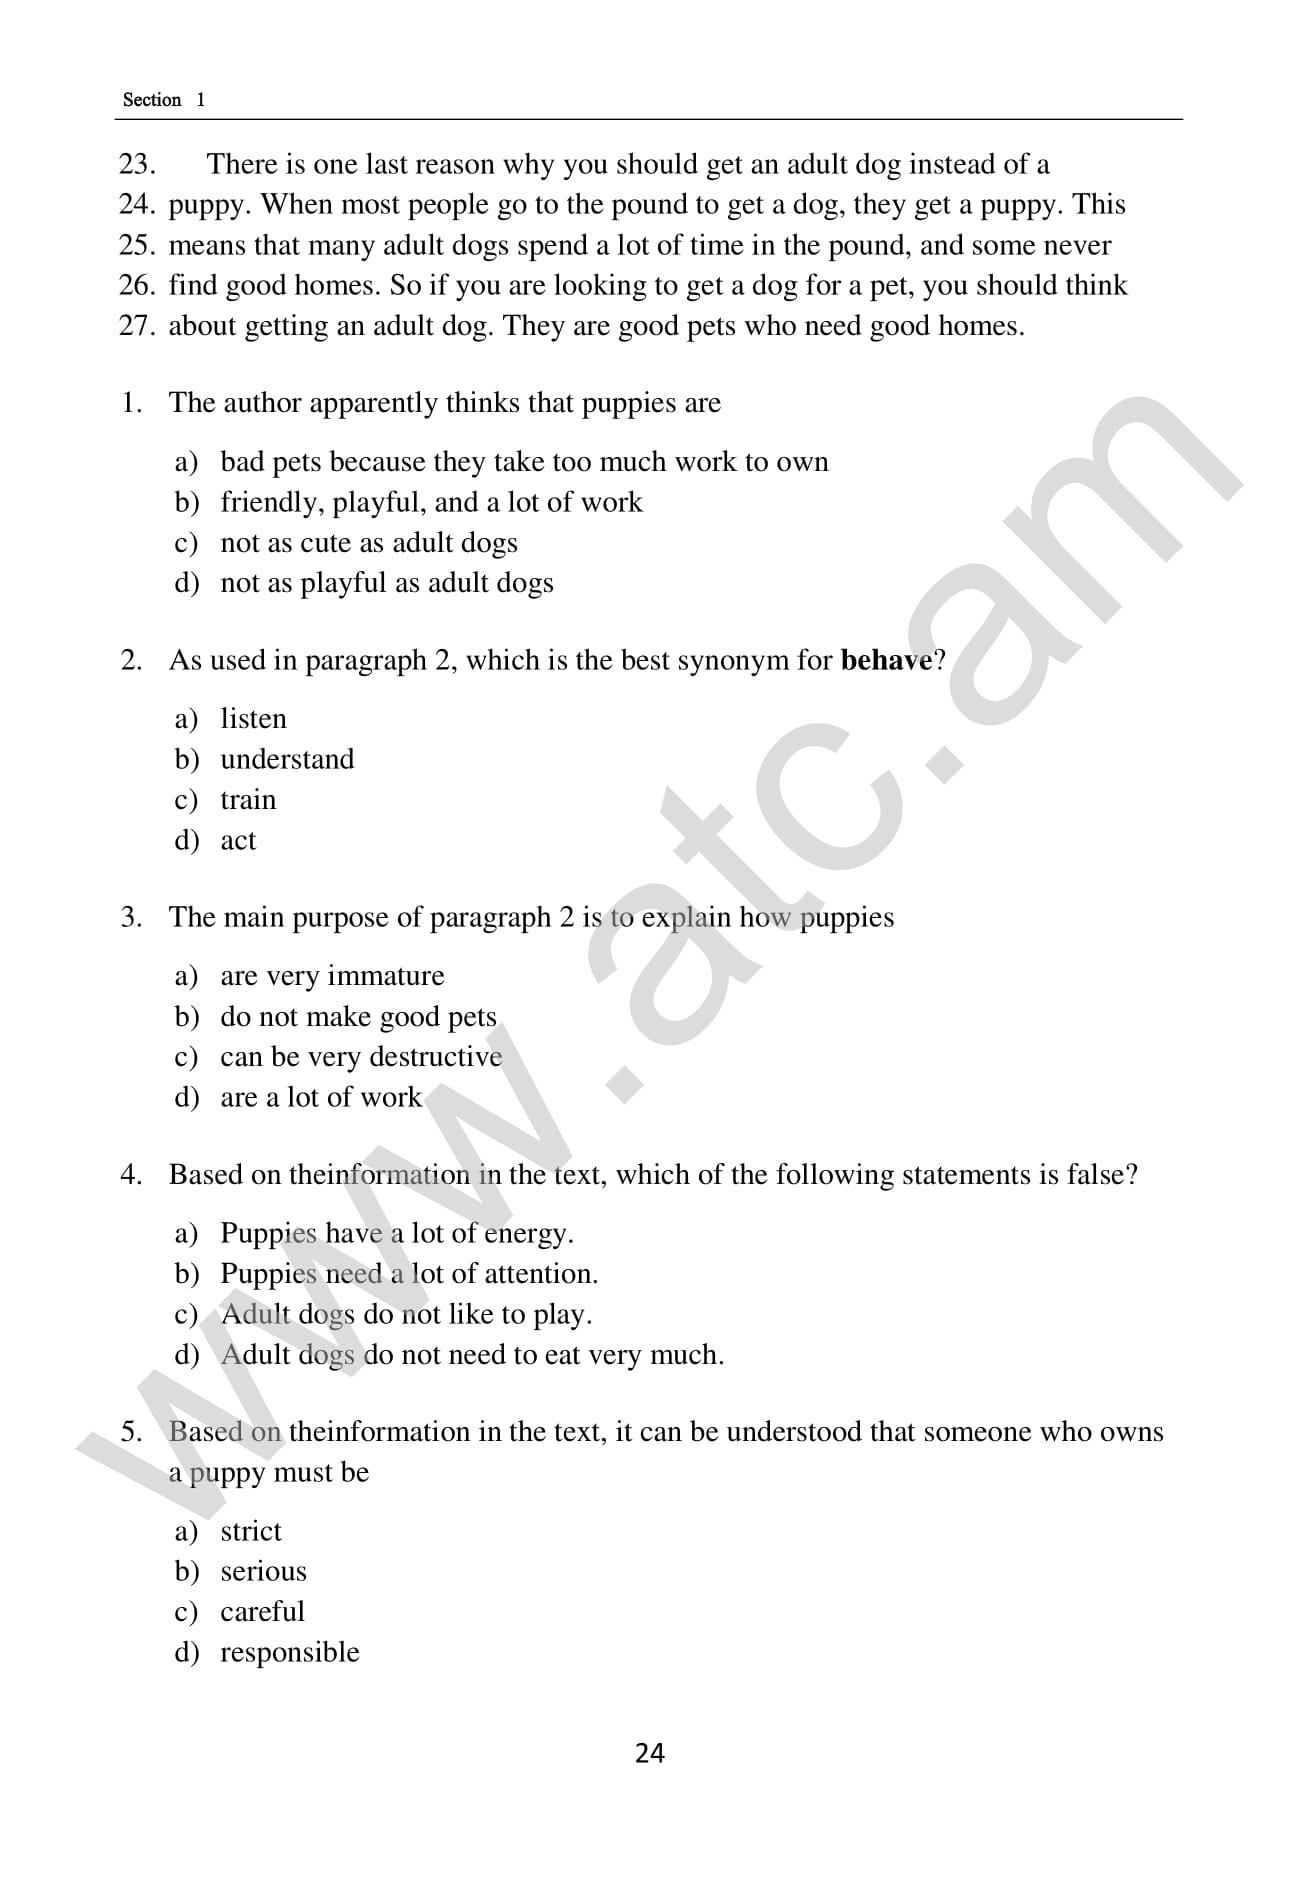 Section 1
23. There is one last reason why you should get an adult dog instead of a
24. puppy. When most people go to the pound to get a dog, they get a puppy. This
25. means that many adult dogs spend a lot of time in the pound, and some never
26. find good homes. So if you are looking to get a dog for a pet, you should think
27. about getting an adult dog. They are good pets who need good homes.
1. The author apparently thinks that puppies are
a) bad pets because they take too much work to own
b) friendly, playful, and a lot of work
c) not as cute as adult dogs
d) not as playful as adult dogs
2. As used in paragraph 2, which is the best synonym for behave?
a) listen
b) understand
c) train
d) act
3. The main purpose of paragraph 2 is to explain how puppies
a) are very immature
b) do not make good pets
c) can be very destructive
d) are a lot of work
4. Based on theinformation in the text, which of the following statements is false?
a) Puppies have a lot of energy.
b) Puppies need a lot of attention.
c) Adult dogs do not like to play.
d) Adult dogs do not need to eat very much.
5. Based on theinformation in the text, it can be understood that someone who owns
a puppy must be
a) strict
b) serious
c) careful
d) responsible
24
www.atc.am